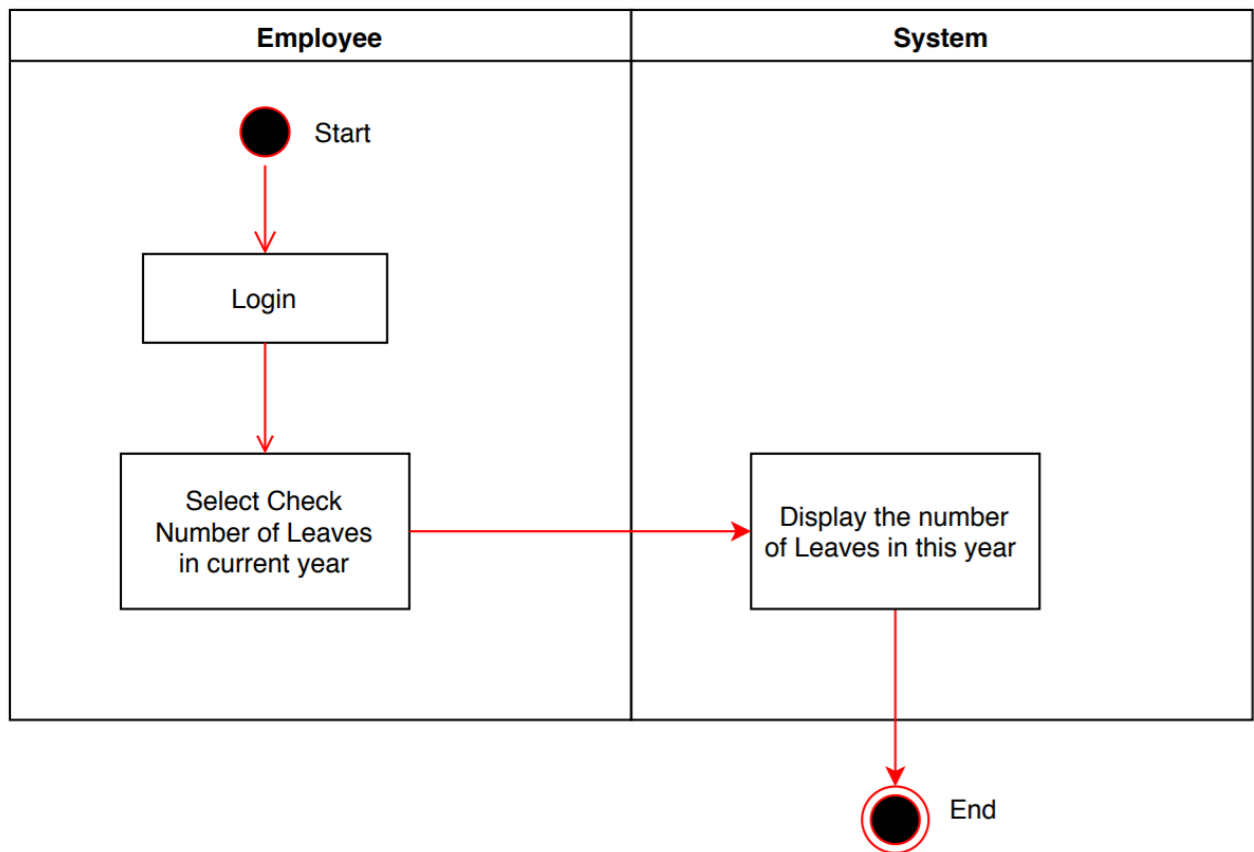 Employee
System
Start
Login
Select Check
Number of Leaves
in current year
Display the number
of Leaves in this year
End